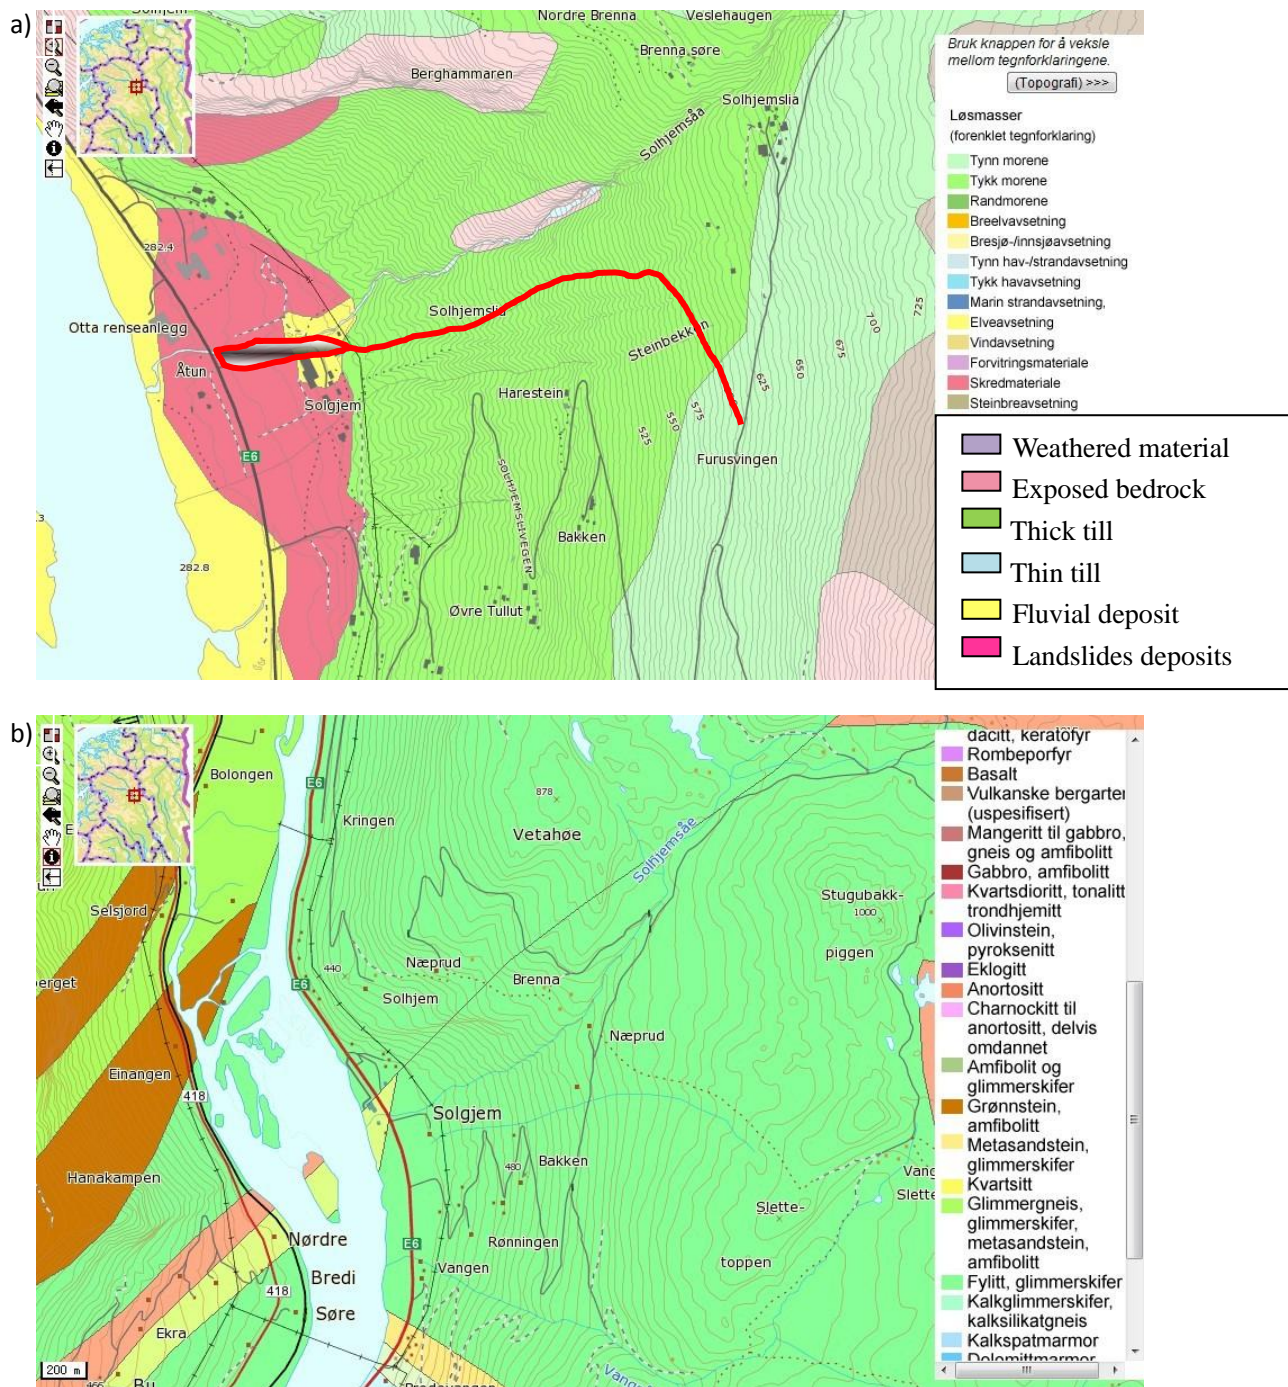 a)
Solhjem
Nordre Brenna
Veslehaugen
Brenna søre
Berghammaren
Solhjemslia
Solhjemsåa
282.4
Solhjemslia
Otta renseanlegg
Åtun
Steinbekken
Solgjem
Harestein
E6
SOLHJEMSLIVEGEN
525
550
575
625
650
675
700
725
Furusvingen
Bakken
282.8
Øvre Tullut
Bruk knappen for å veksle
mellom tegnforklaringene.
(Topografi) >>>
Løsmasser
(forenklet tegnforklaring)
Tynn morene
Tykk morene
Randmorene
Breelvavsetning
Bresjø-/innsjøavsetning
Tynn hav-/strandavsetning
Tykk havavsetning
Marin strandavsetning,
Elveavsetning
Vindavsetning
Forvitringsmateriale
Skredmateriale
Steinbreavsetning
Weathered material
Exposed bedrock
Thick till
Thin till
Fluvial deposit
Landslides deposits
b)
Bolongen
E6
Kringen
878
Vetahøe
Solhjemsåe
Selsjord
Stugubakk-
1000
piggen
440
Næprud
Brenna
E6
Solhjem
Næprud
Einangen
418
Solgjem
Bakken
480
Hanakampen
Slette-
toppen
Vang
Slette
Nørdre
Bredi
Søre
E6
Rønningen
Vangen
418
Ekra
200 m
Bu
dacitt, keratofyr
Rombeporfyr
Basalt
Vulkanske bergarter
(uspesifisert)
Mangeritt til gabbro,
gneis og amfibolitt
Gabbro, amfibolitt
Kvartsdioritt, tonalitt
trondhjemitt
Olivinstein,
pyroksenitt
Eklogitt
Anortositt
Charnockitt til
anortositt, delvis
omdannet
Amfibolit og
glimmerskifer
Grønnstein,
amfibolitt
Metasandstein,
glimmerskifer
Kvartsitt
Glimmergneis,
glimmerskifer,
metasandstein,
amfibolitt
Fylitt, glimmerskifer
Kalkglimmerskifer,
kalksilikatgneis
Kalkspatmarmor
Dolomittmarmor